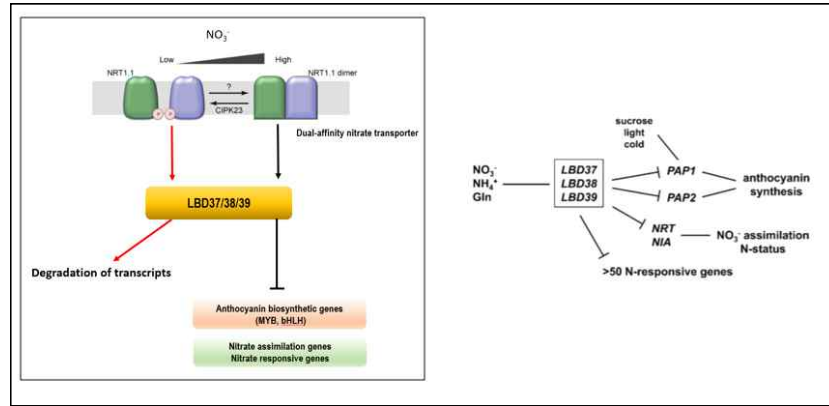 NO3-
Low
High
NRT1.1
NRT1.1 dimer
?
CIPK23
P P
Dual-affinity nitrate transporter
LBD37/38/39
Degradation of transcripts
Anthocyanin biosynthetic genes
(MYB, bHLH)
Nitrate assimilation genes
Nitrate responsive genes
sucrose
light
cold
NO3-
NH4+
Gln
LBD37
LBD38
LBD39
PAP1
PAP2
anthocyanin
synthesis
NRT
NIA
NO3- assimilation
N-status
>50 N-responsive genes